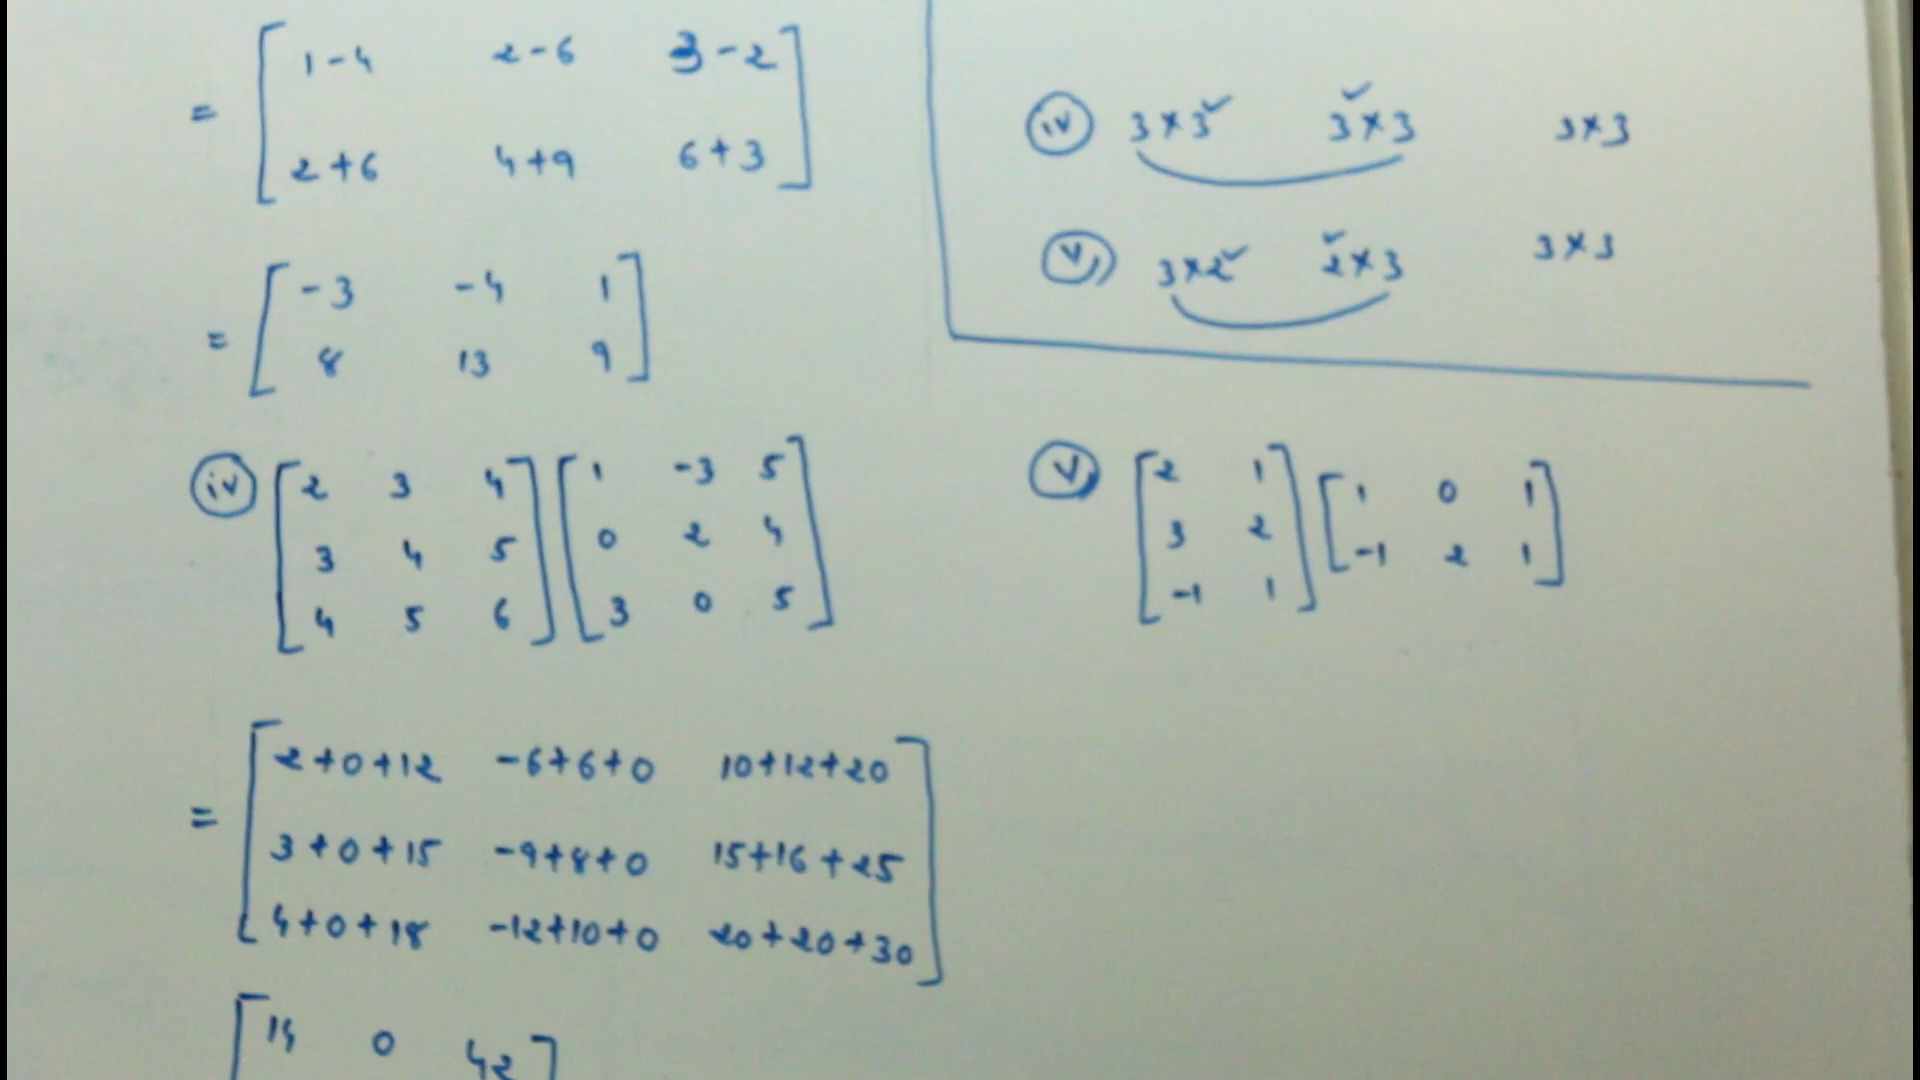 = [ 1-4 2-6 3-2
2+6 4+9 6+3 ]
= [ -3 -4 1
8 13 9 ]
iv 3×3 3×3 3×3
v) 3×2 2×3 3×3
iv [ 2 3 4 ] [ 1 -3 5 ]
3 4 5 0 2 4
4 5 6 3 0 5
v) [ 2 1 ] [ 1 0 1 ]
3 2 -1 2 1
-1 1
= [ 2+0+12 -6+6+0 10+12+20
3+0+15 -9+8+0 15+16+25
4+0+18 -12+10+0 20+20+30 ]
[ 14 0 42 ]